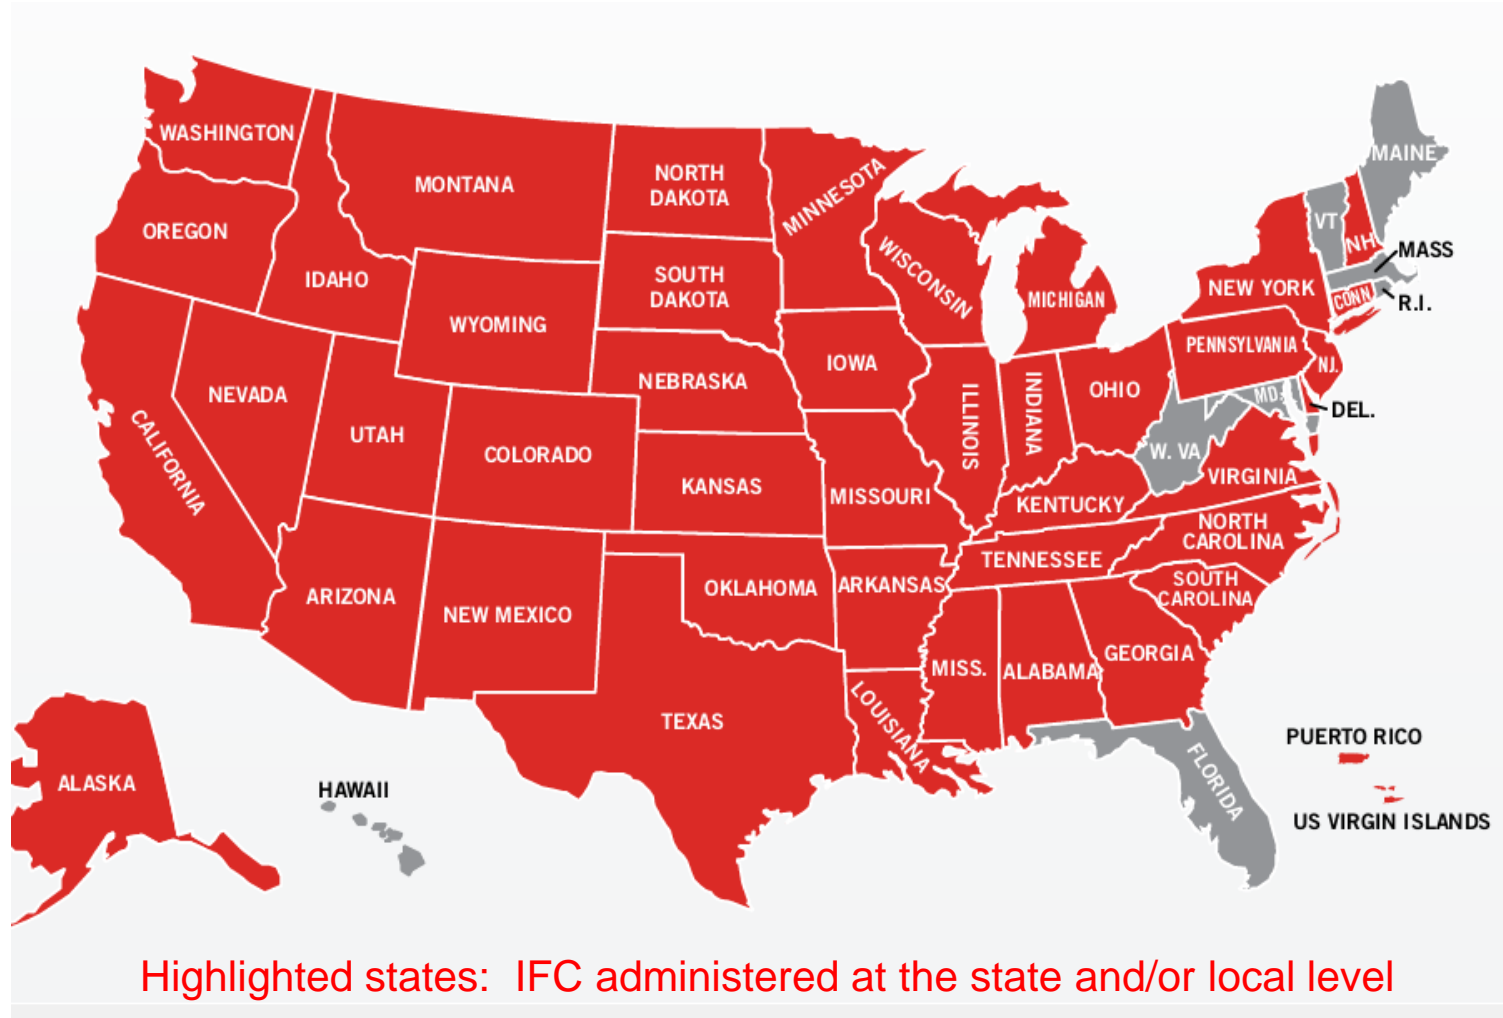 WASHINGTON
MONTANA
NORTH
DAKOTA
MINNESOTA
MAINE
OREGON
IDAHO
SOUTH
DAKOTA
WISCONSIN
MICHIGAN
VT
NH
MASS
NEW YORK
CONN
R.I.
WYOMING
IOWA
PENNSYLVANIA
N.J.
NEVADA
NEBRASKA
ILLINOIS
INDIANA
OHIO
MD.
DEL.
CALIFORNIA
UTAH
COLORADO
KANSAS
MISSOURI
W. VA
VIRGINIA
KENTUCKY
NORTH
CAROLINA
TENNESSEE
ARIZONA
NEW MEXICO
OKLAHOMA
ARKANSAS
SOUTH
CAROLINA
MISS.
ALABAMA
GEORGIA
TEXAS
LOUISIANA
FLORIDA
PUERTO RICO
US VIRGIN ISLANDS
ALASKA
HAWAII
Highlighted states:  IFC administered at the state and/or local level